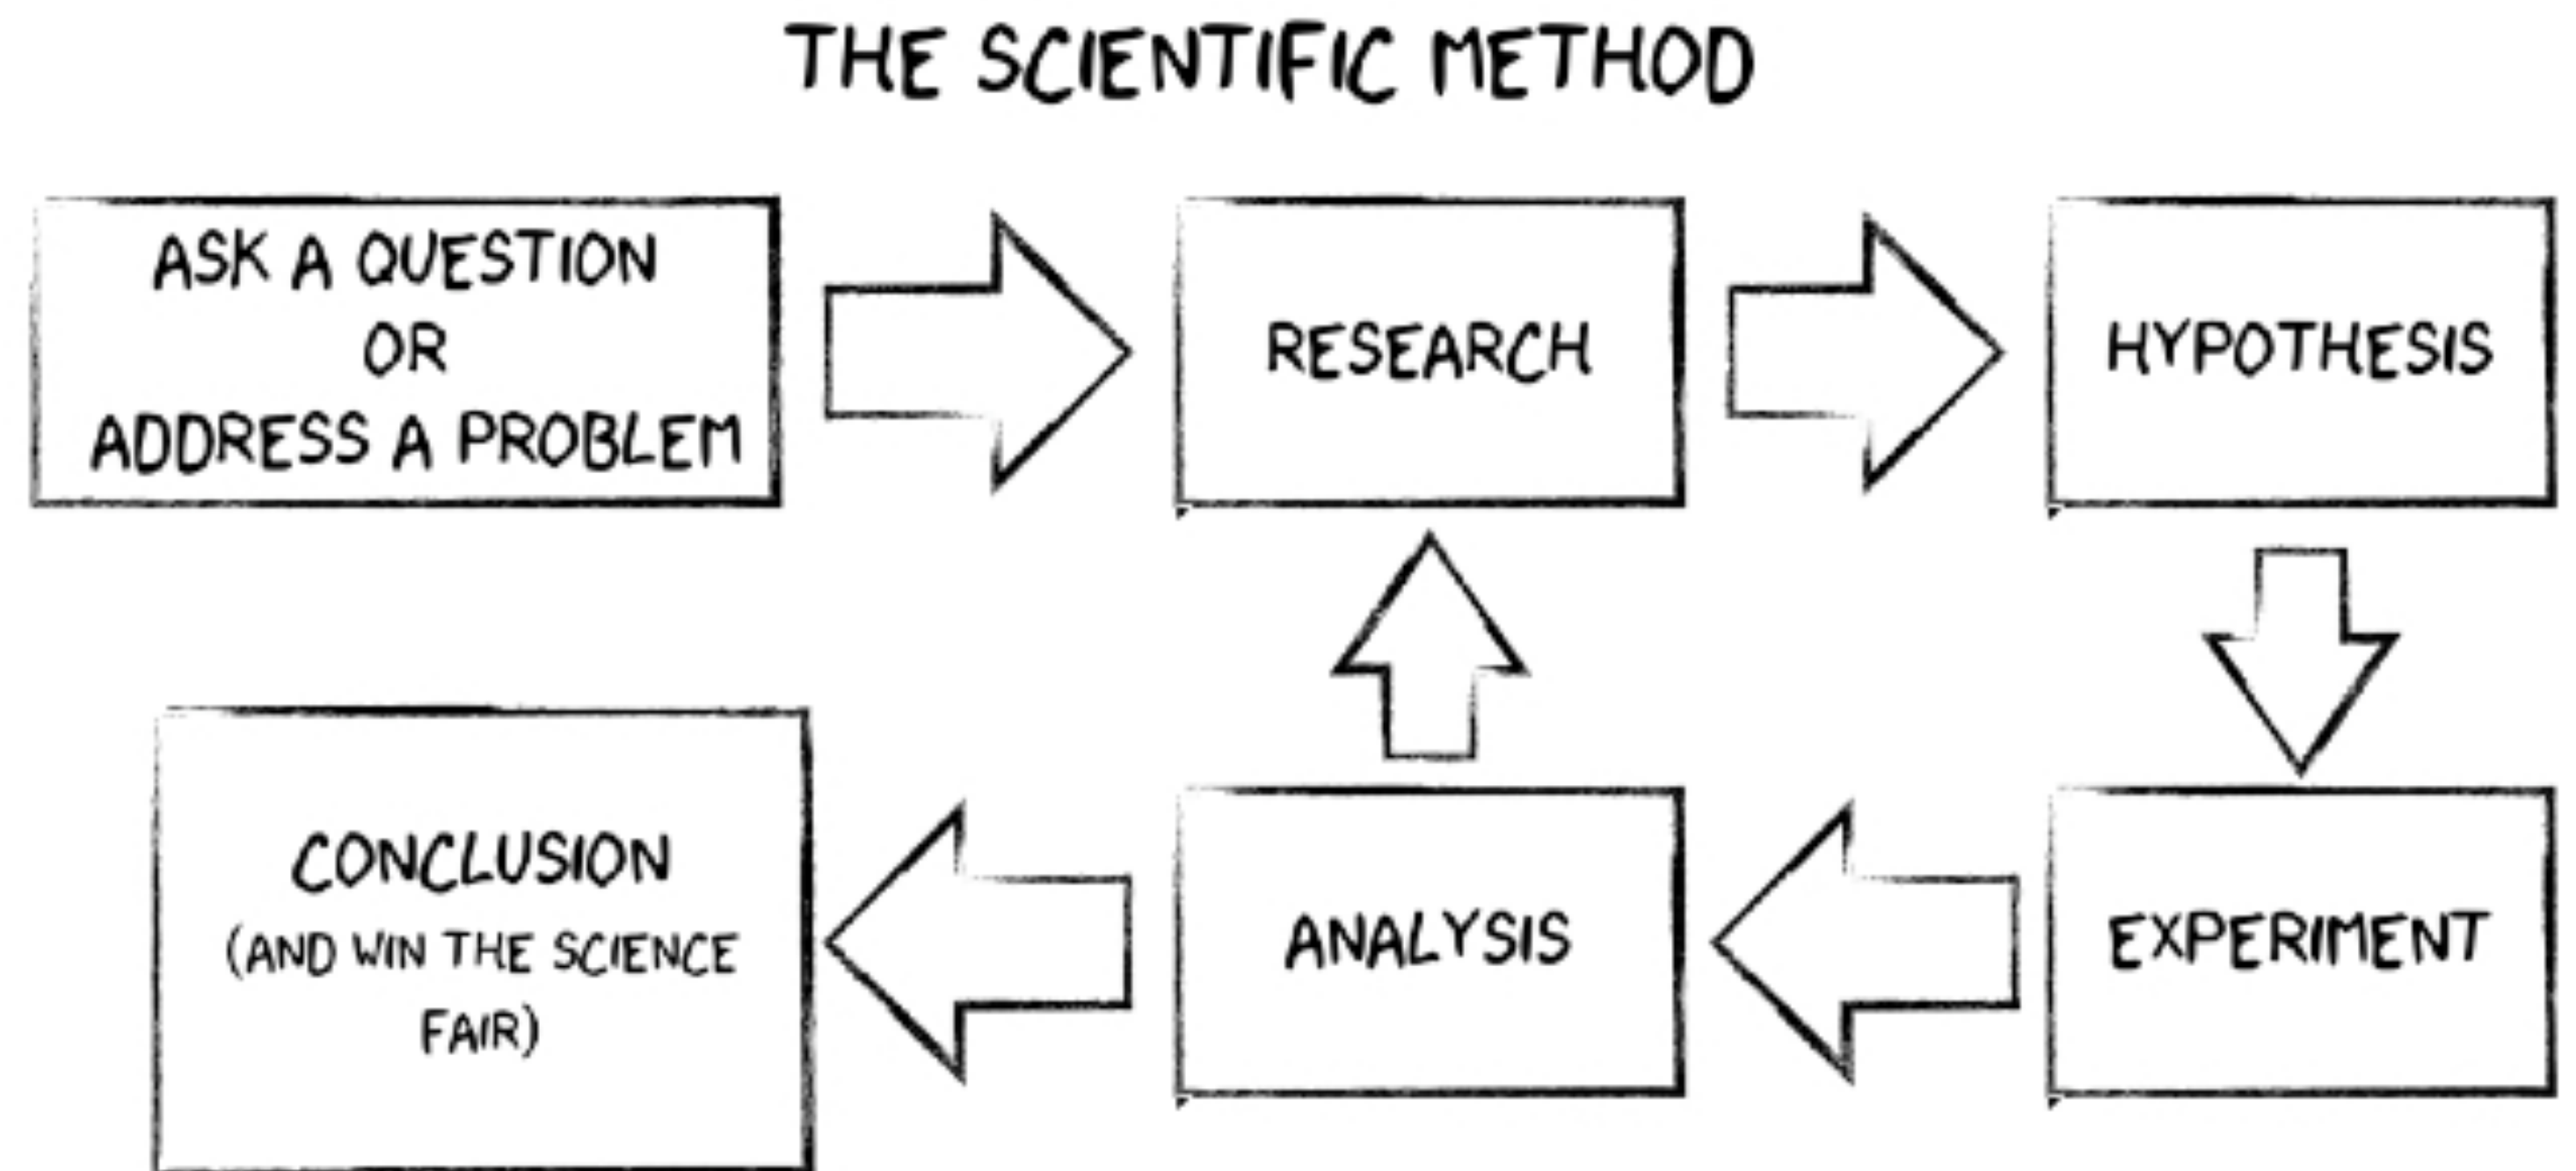 THE SCIENTIFIC METHOD
ASK A QUESTION
OR
ADDRESS A PROBLEM
RESEARCH
HYPOTHESIS
EXPERIMENT
ANALYSIS
CONCLUSION
(AND WIN THE SCIENCE
FAIR)